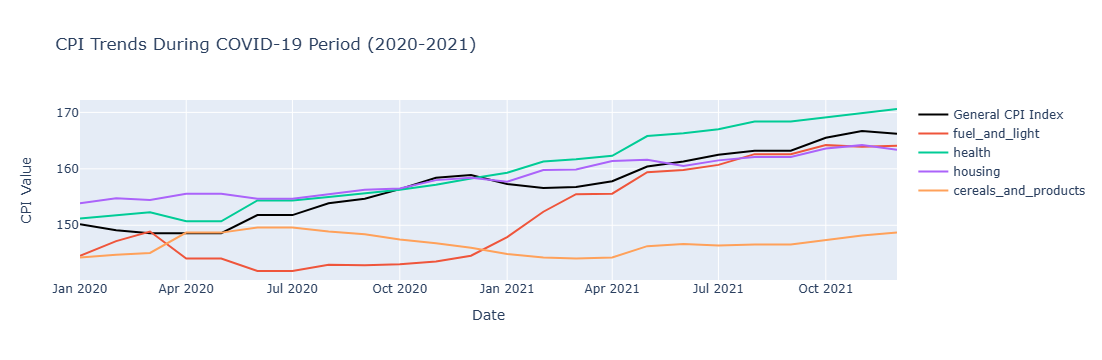 CPI Trends During COVID-19 Period (2020-2021)
170
160
150
CPI Value
Jan 2020 Apr 2020 Jul 2020 Oct 2020 Jan 2021 Apr 2021 Jul 2021 Oct 2021
Date
General CPI Index
fuel_and_light
health
housing
cereals_and_products